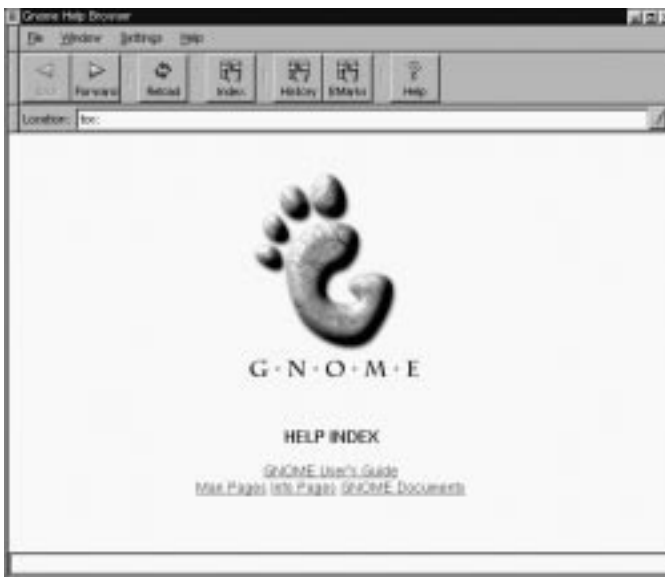 Gnome Help Browser
File Window Settings Help
Back Forward Reload Index History BMarks Help
Location: toc:
G·N·O·M·E
HELP INDEX
GNOME User's Guide
Man Pages Info Pages GNOME Documents